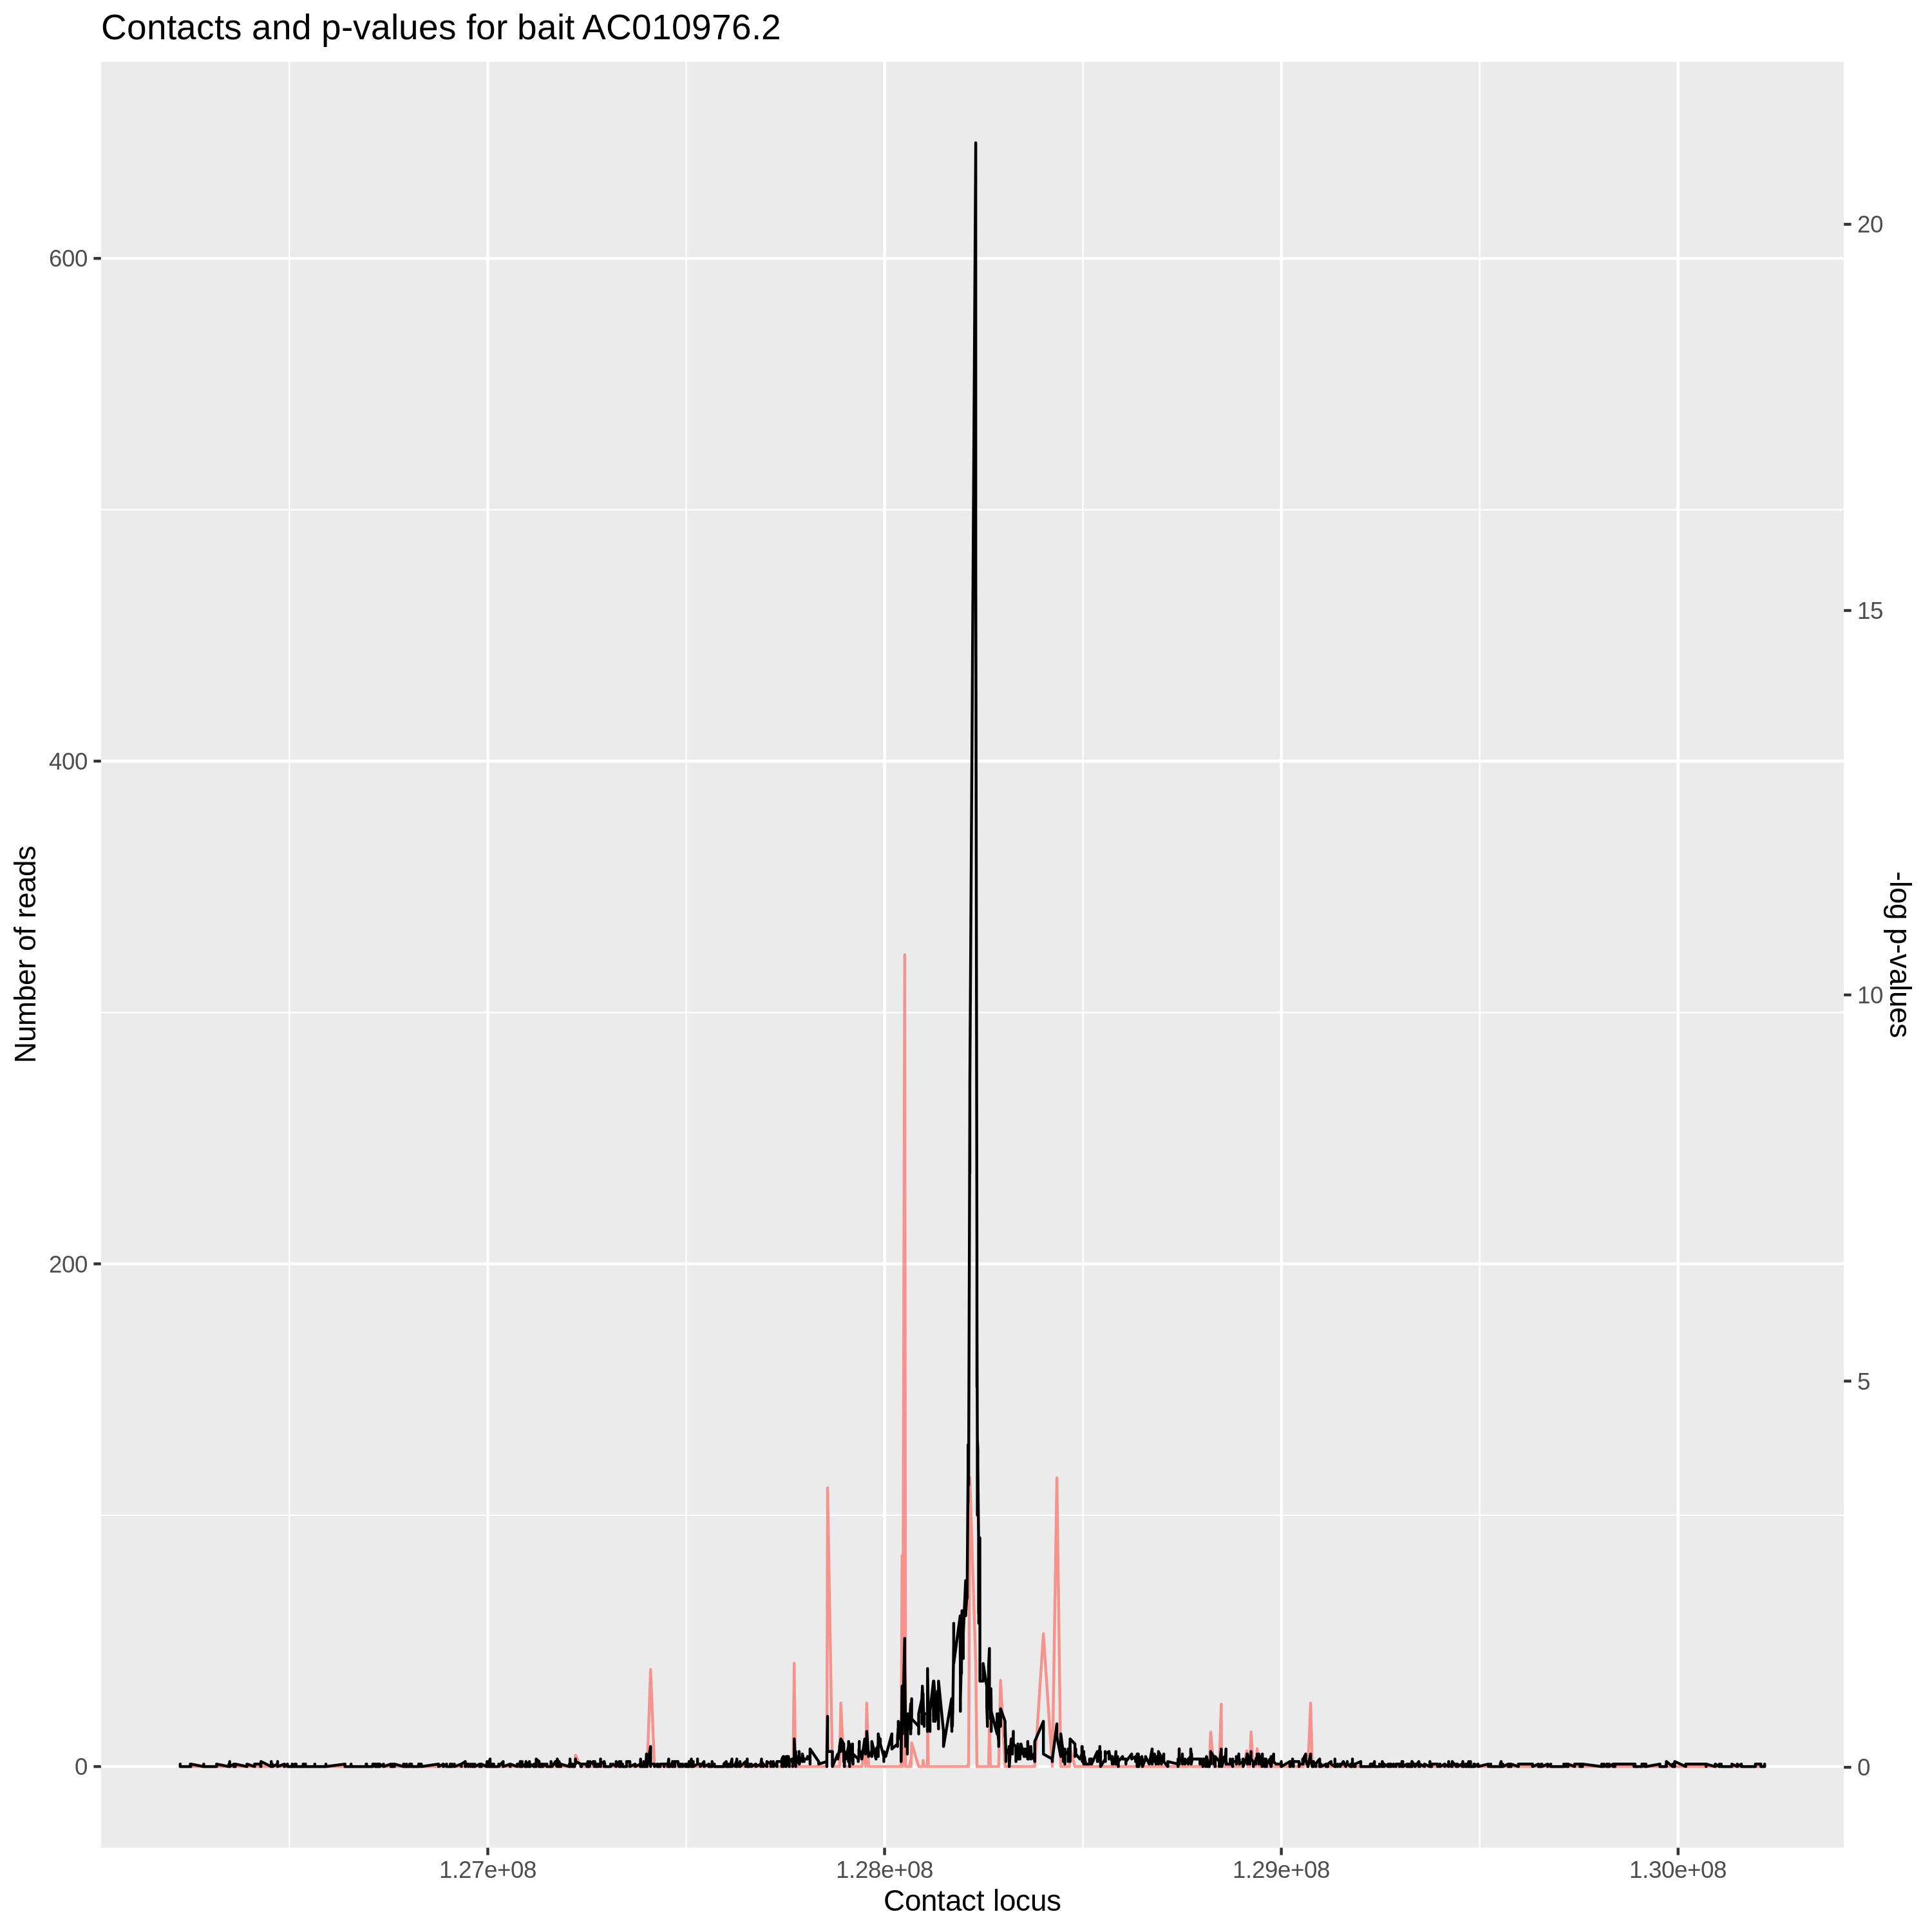 Contacts and p-values for bait AC010976.2
Number of reads
600
400
200
0
20
15
10
5
0
-log p-values
1.27e+08
1.28e+08
1.29e+08
1.30e+08
Contact locus